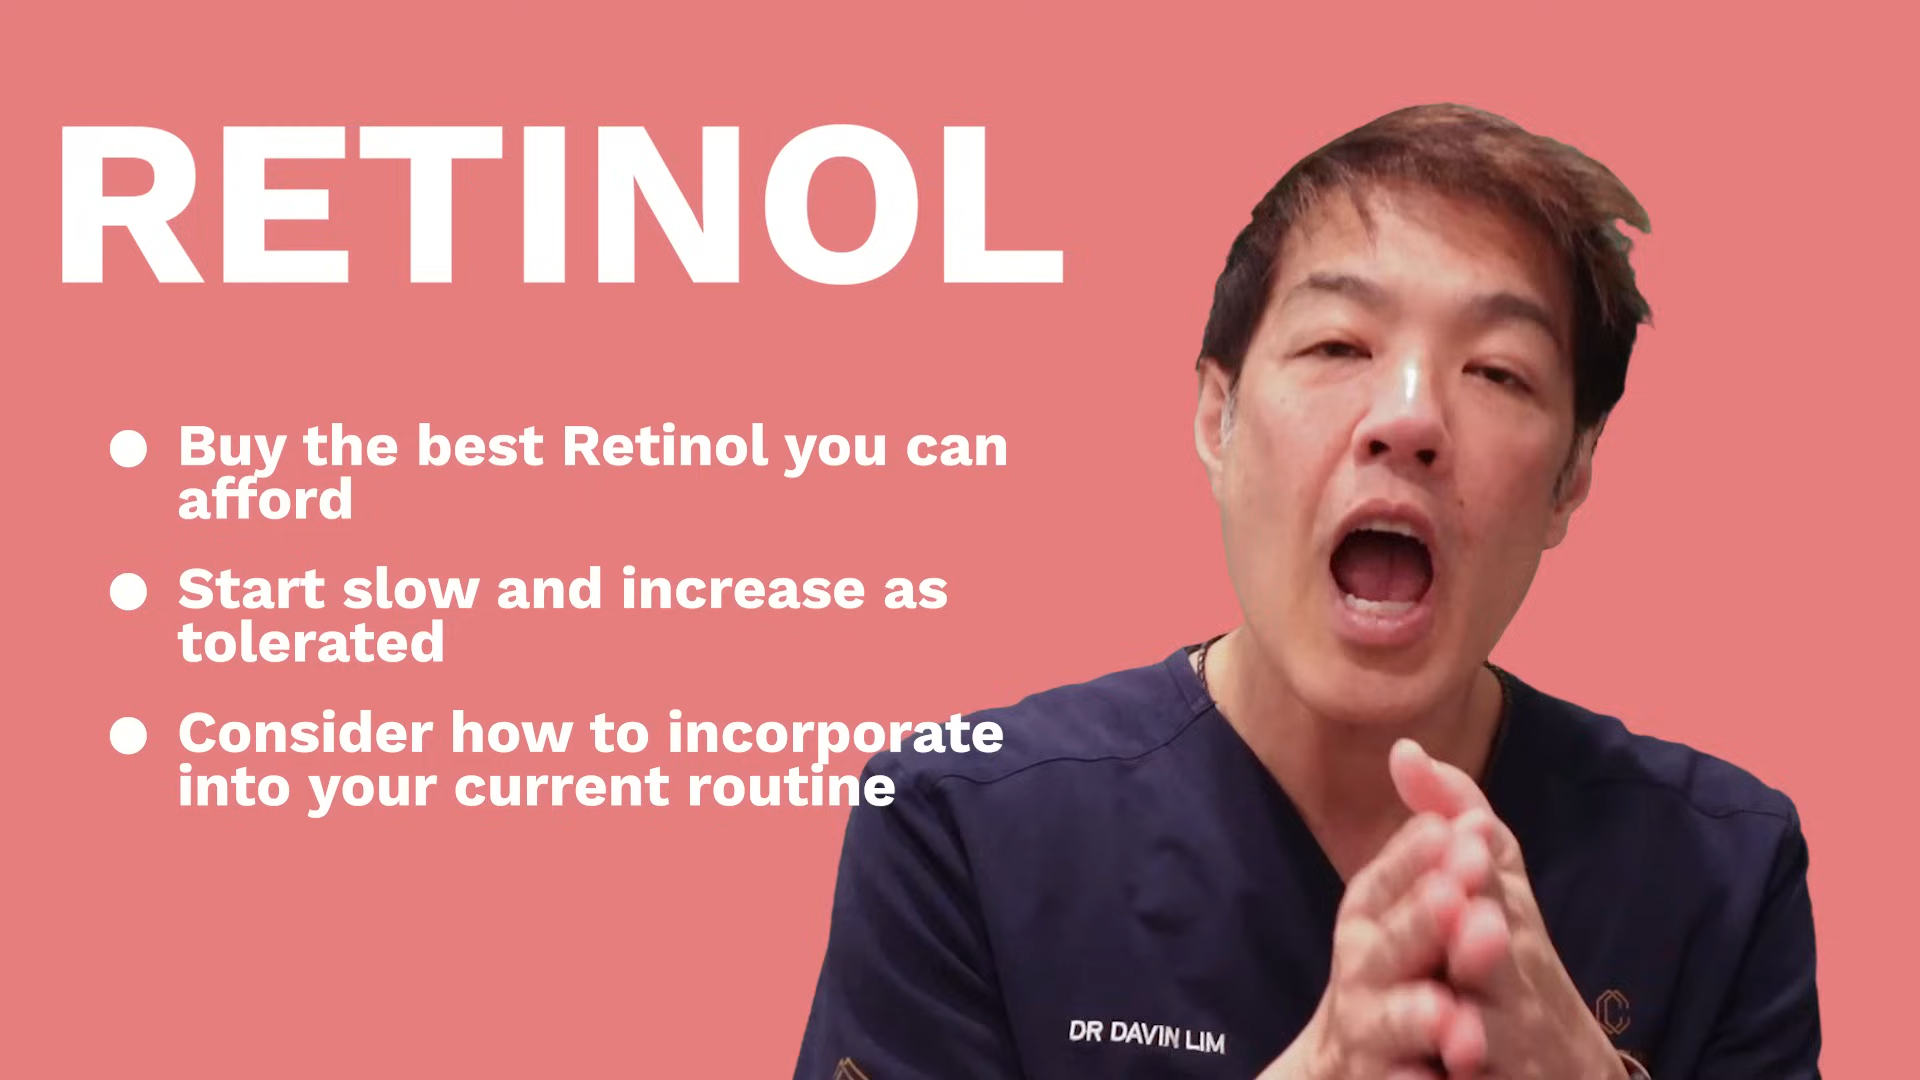 RETINOL
● Buy the best Retinol you can
afford
● Start slow and increase as
tolerated
● Consider how to incorporate
into your current routine
DR DAVIN LIM